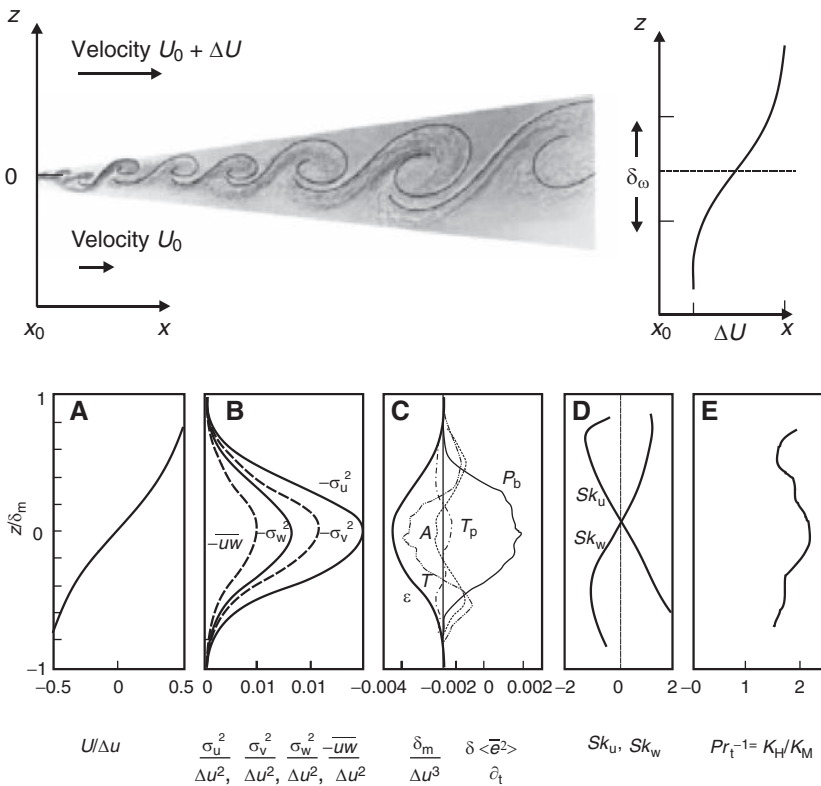 z
Velocity U₀ + ΔU
0
Velocity U₀
x₀ x
z
δω
x₀ ΔU x
A B C D E
1
z/δm
0
−1
−σu²
−uw −σw² −σv²
Pb
A Tp
T
ε
Sku
Skw
−0.5 0 0.5
0 0.01 0.01
−0.004 −0.002 0 0.002
−2 0 2
−0 1 2
U/Δu
σu²/Δu², σv²/Δu², σw²/Δu², −uw/Δu²
δm/Δu³ δ <e²>/∂t
Sku, Skw
Prt⁻¹= KH/KM